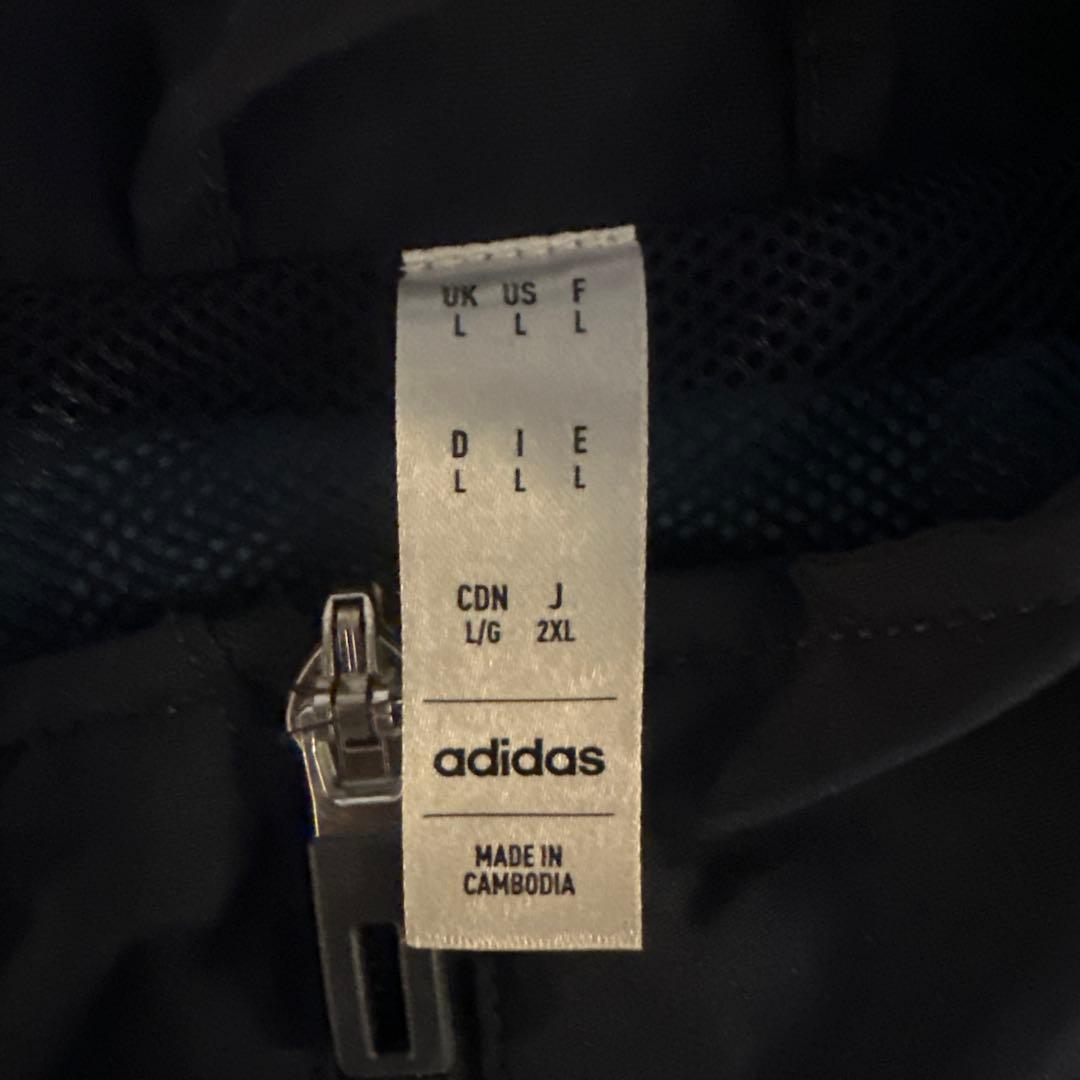 UK US F
L L L
D I E
L L L
CDN J
L/G 2XL
adidas
MADE IN
CAMBODIA